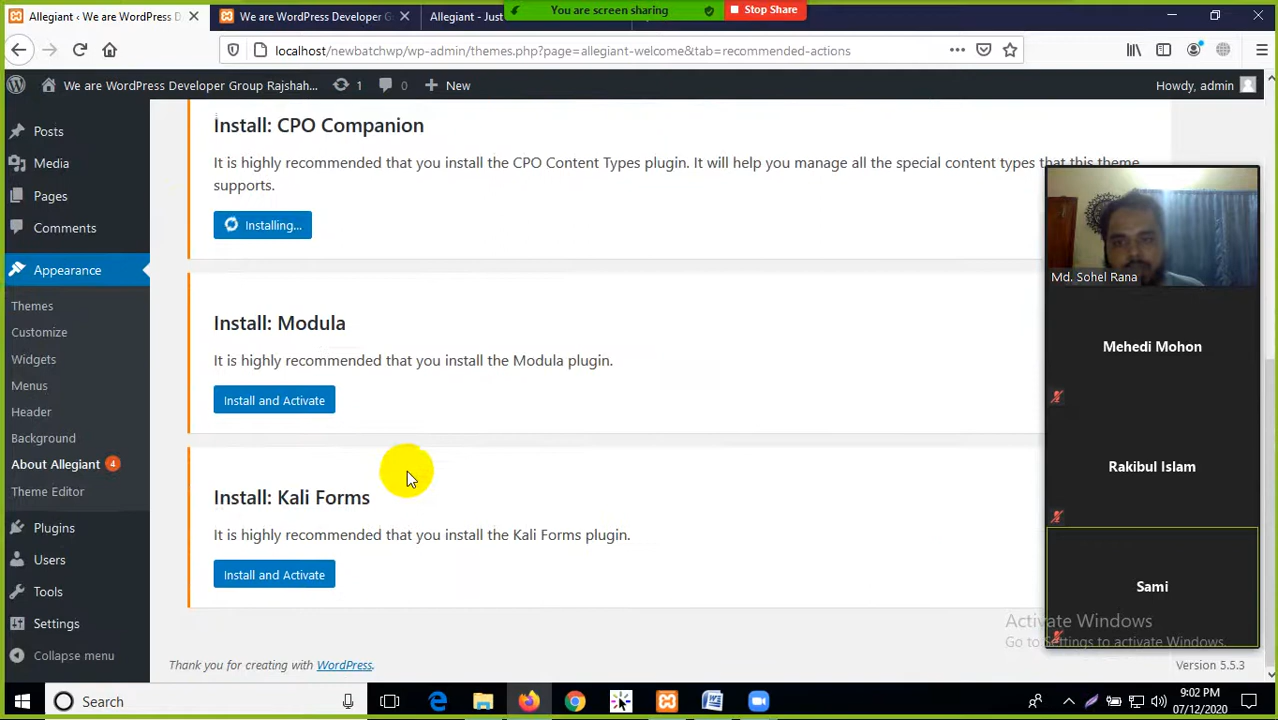 Allegiant ‹ We are WordPress D
We are WordPress Developer G
Allegiant - Just
You are screen sharing
Stop Share
localhost/newbatchwp/wp-admin/themes.php?page=allegiant-welcome&tab=recommended-actions
We are WordPress Developer Group Rajshah...
1
0
New
Howdy, admin
Posts
Media
Pages
Comments
Appearance
Themes
Customize
Widgets
Menus
Header
Background
About Allegiant 4
Theme Editor
Plugins
Users
Tools
Settings
Collapse menu
Install: CPO Companion
It is highly recommended that you install the CPO Content Types plugin. It will help you manage all the special content types that this theme
supports.
Installing...
Install: Modula
It is highly recommended that you install the Modula plugin.
Install and Activate
Install: Kali Forms
It is highly recommended that you install the Kali Forms plugin.
Install and Activate
Thank you for creating with WordPress.
Version 5.5.3
Md. Sohel Rana
Mehedi Mohon
Rakibul Islam
Sami
Activate Windows
Go to Settings to activate Windows.
Search
9:02 PM
07/12/2020